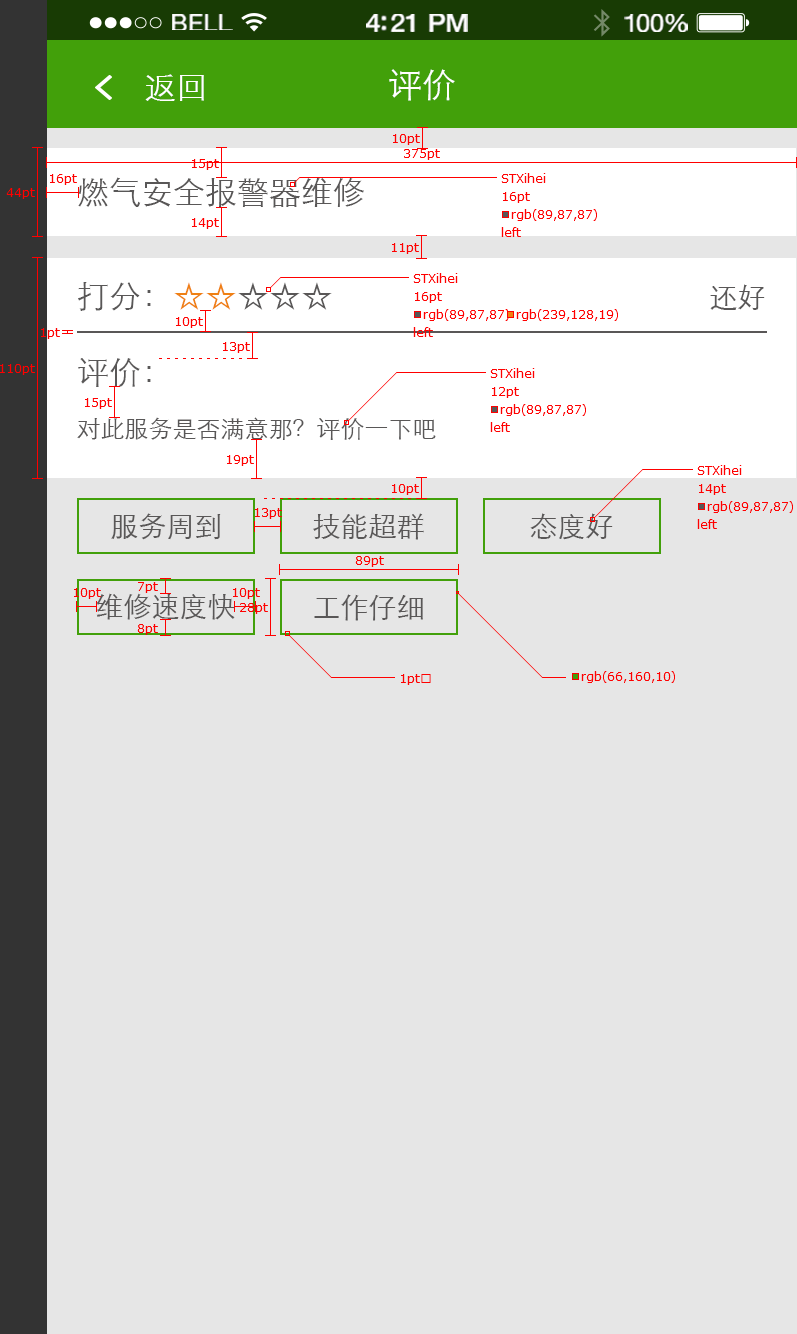 BELL 4:21 PM 100%
返回 评价
10pt
375pt
15pt
16pt
44pt
燃气安全报警器维修
14pt
STXihei
16pt
rgb(89,87,87)
left
11pt
打分：☆☆☆☆☆ 还好
10pt
STXihei
16pt
rgb(89,87,87) rgb(239,128,19)
left
1pt
13pt
110pt
评价：
15pt
对此服务是否满意那？评价一下吧
STXihei
12pt
rgb(89,87,87)
left
19pt
10pt
STXihei
14pt
rgb(89,87,87)
left
服务周到 13pt 技能超群 态度好
89pt
7pt
10pt 10pt
维修速度快 28pt 工作仔细
8pt
1pt□
rgb(66,160,10)